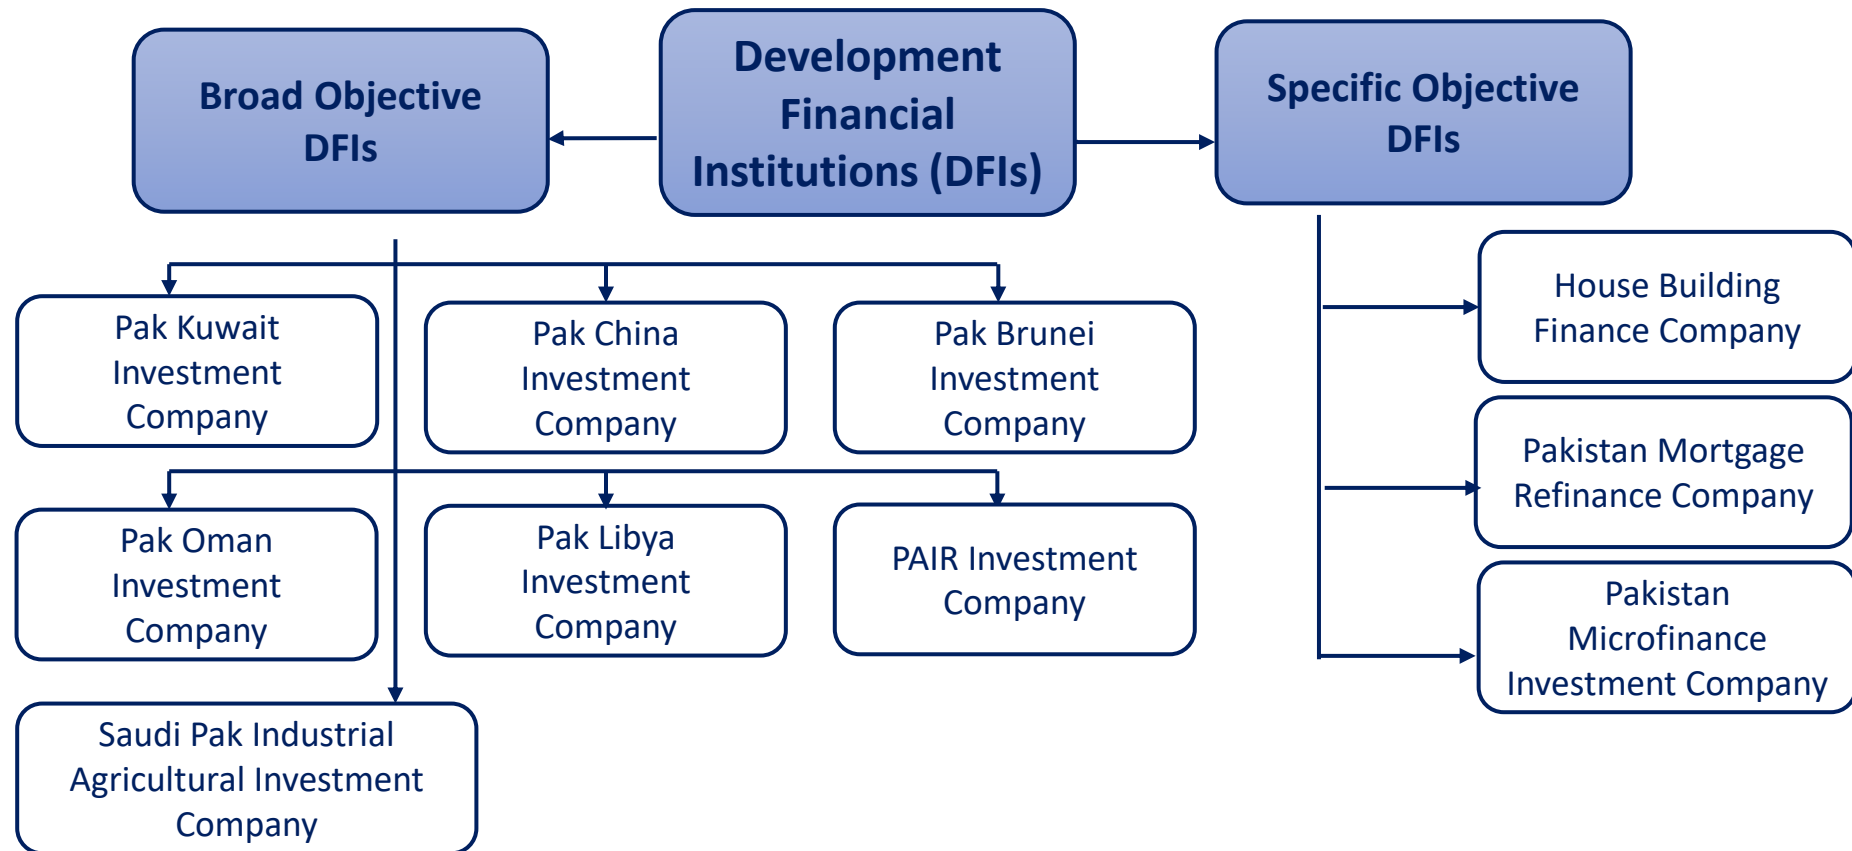 Broad Objective
DFIs
Development
Financial
Institutions (DFIs)
Specific Objective
DFIs
Pak Kuwait
Investment
Company
Pak China
Investment
Company
Pak Brunei
Investment
Company
Pak Oman
Investment
Company
Pak Libya
Investment
Company
PAIR Investment
Company
Saudi Pak Industrial
Agricultural Investment
Company
House Building
Finance Company
Pakistan Mortgage
Refinance Company
Pakistan
Microfinance
Investment Company